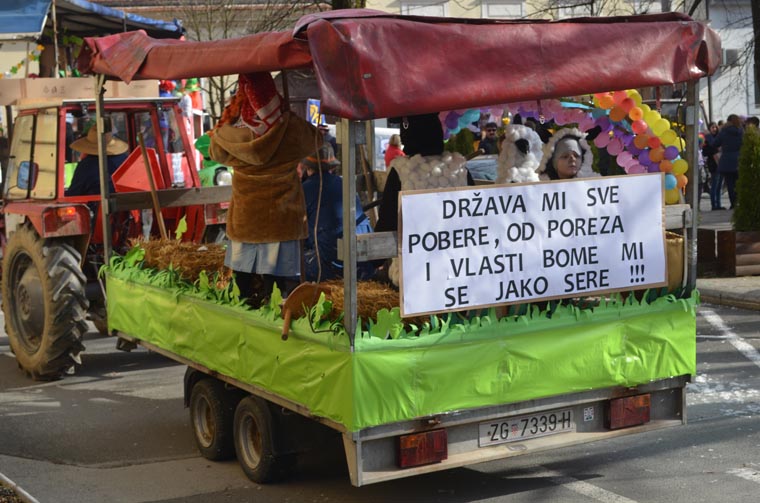 DRŽAVA MI SVE
POBERE, OD POREZA
I VLASTI BOME MI
SE JAKO SERE !!!
ZG 7339-H